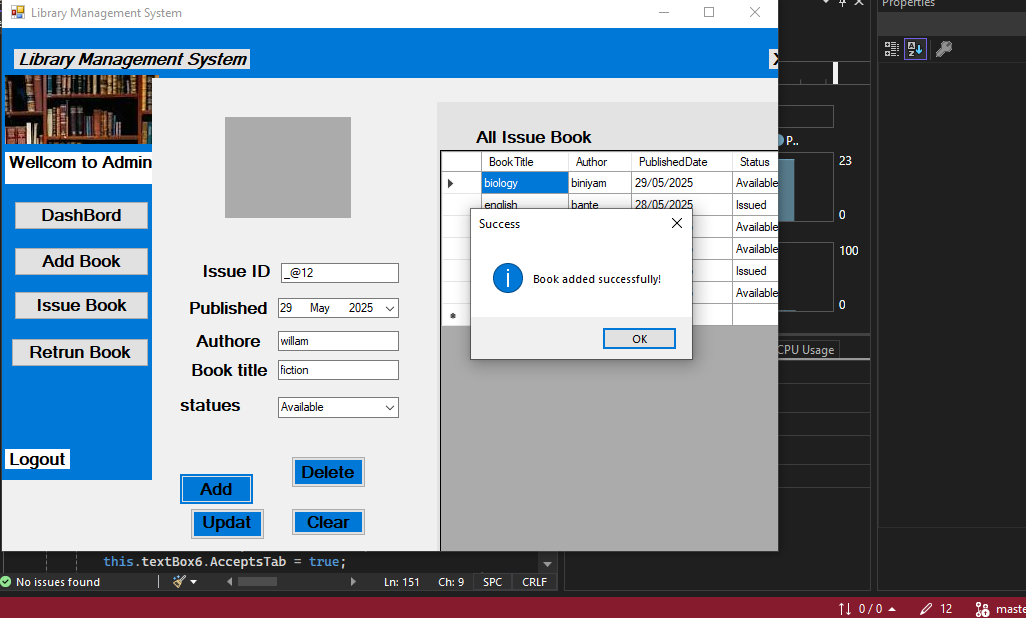 Library Management System
Properties
Library Management System
X
P..
All Issue Book
Wellcom to Admin
Book Title Author PublishedDate Status
23
biology biniyam 29/05/2025 Available
english bante 28/05/2025 Issued
DashBord
Success
Available
0
Add Book
Available
100
Issue ID _@12
Book added successfully!
Issued
Available
Issue Book
Published 29 May 2025
0
Authore willam
OK
Retrun Book
CPU Usage
Book title fiction
statues Available
Logout
Delete
Add
Updat
Clear
this.textBox6.AcceptsTab = true;
No issues found
Ln: 151 Ch: 9 SPC CRLF
0 / 0 12 maste